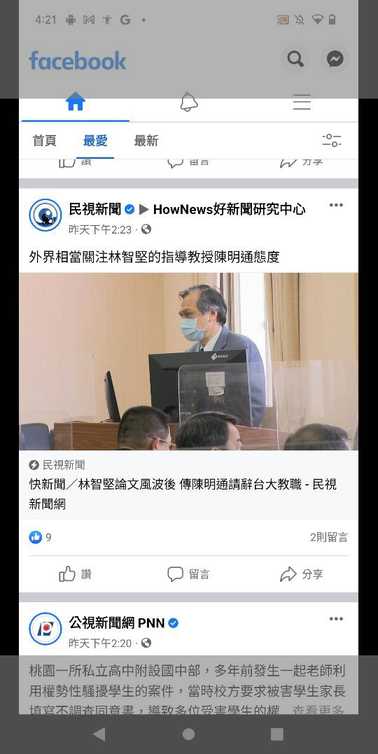 4:21
facebook
首頁 最愛 最新
讚 留言 分享
民視新聞 ▶ HowNews好新聞研究中心
昨天下午2:23 ·
外界相當關注林智堅的指導教授陳明通態度
民視新聞
快新聞／林智堅論文風波後 傳陳明通請辭台大教職 - 民視
新聞網
9 2則留言
讚 留言 分享
公視新聞網 PNN
昨天下午2:20 ·
桃園一所私立高中附設國中部，多年前發生一起老師利
用權勢性騷擾學生的案件，當時校方要求被害學生家長
填寫不調查同意書，導致多位受害學生的權 查看更多